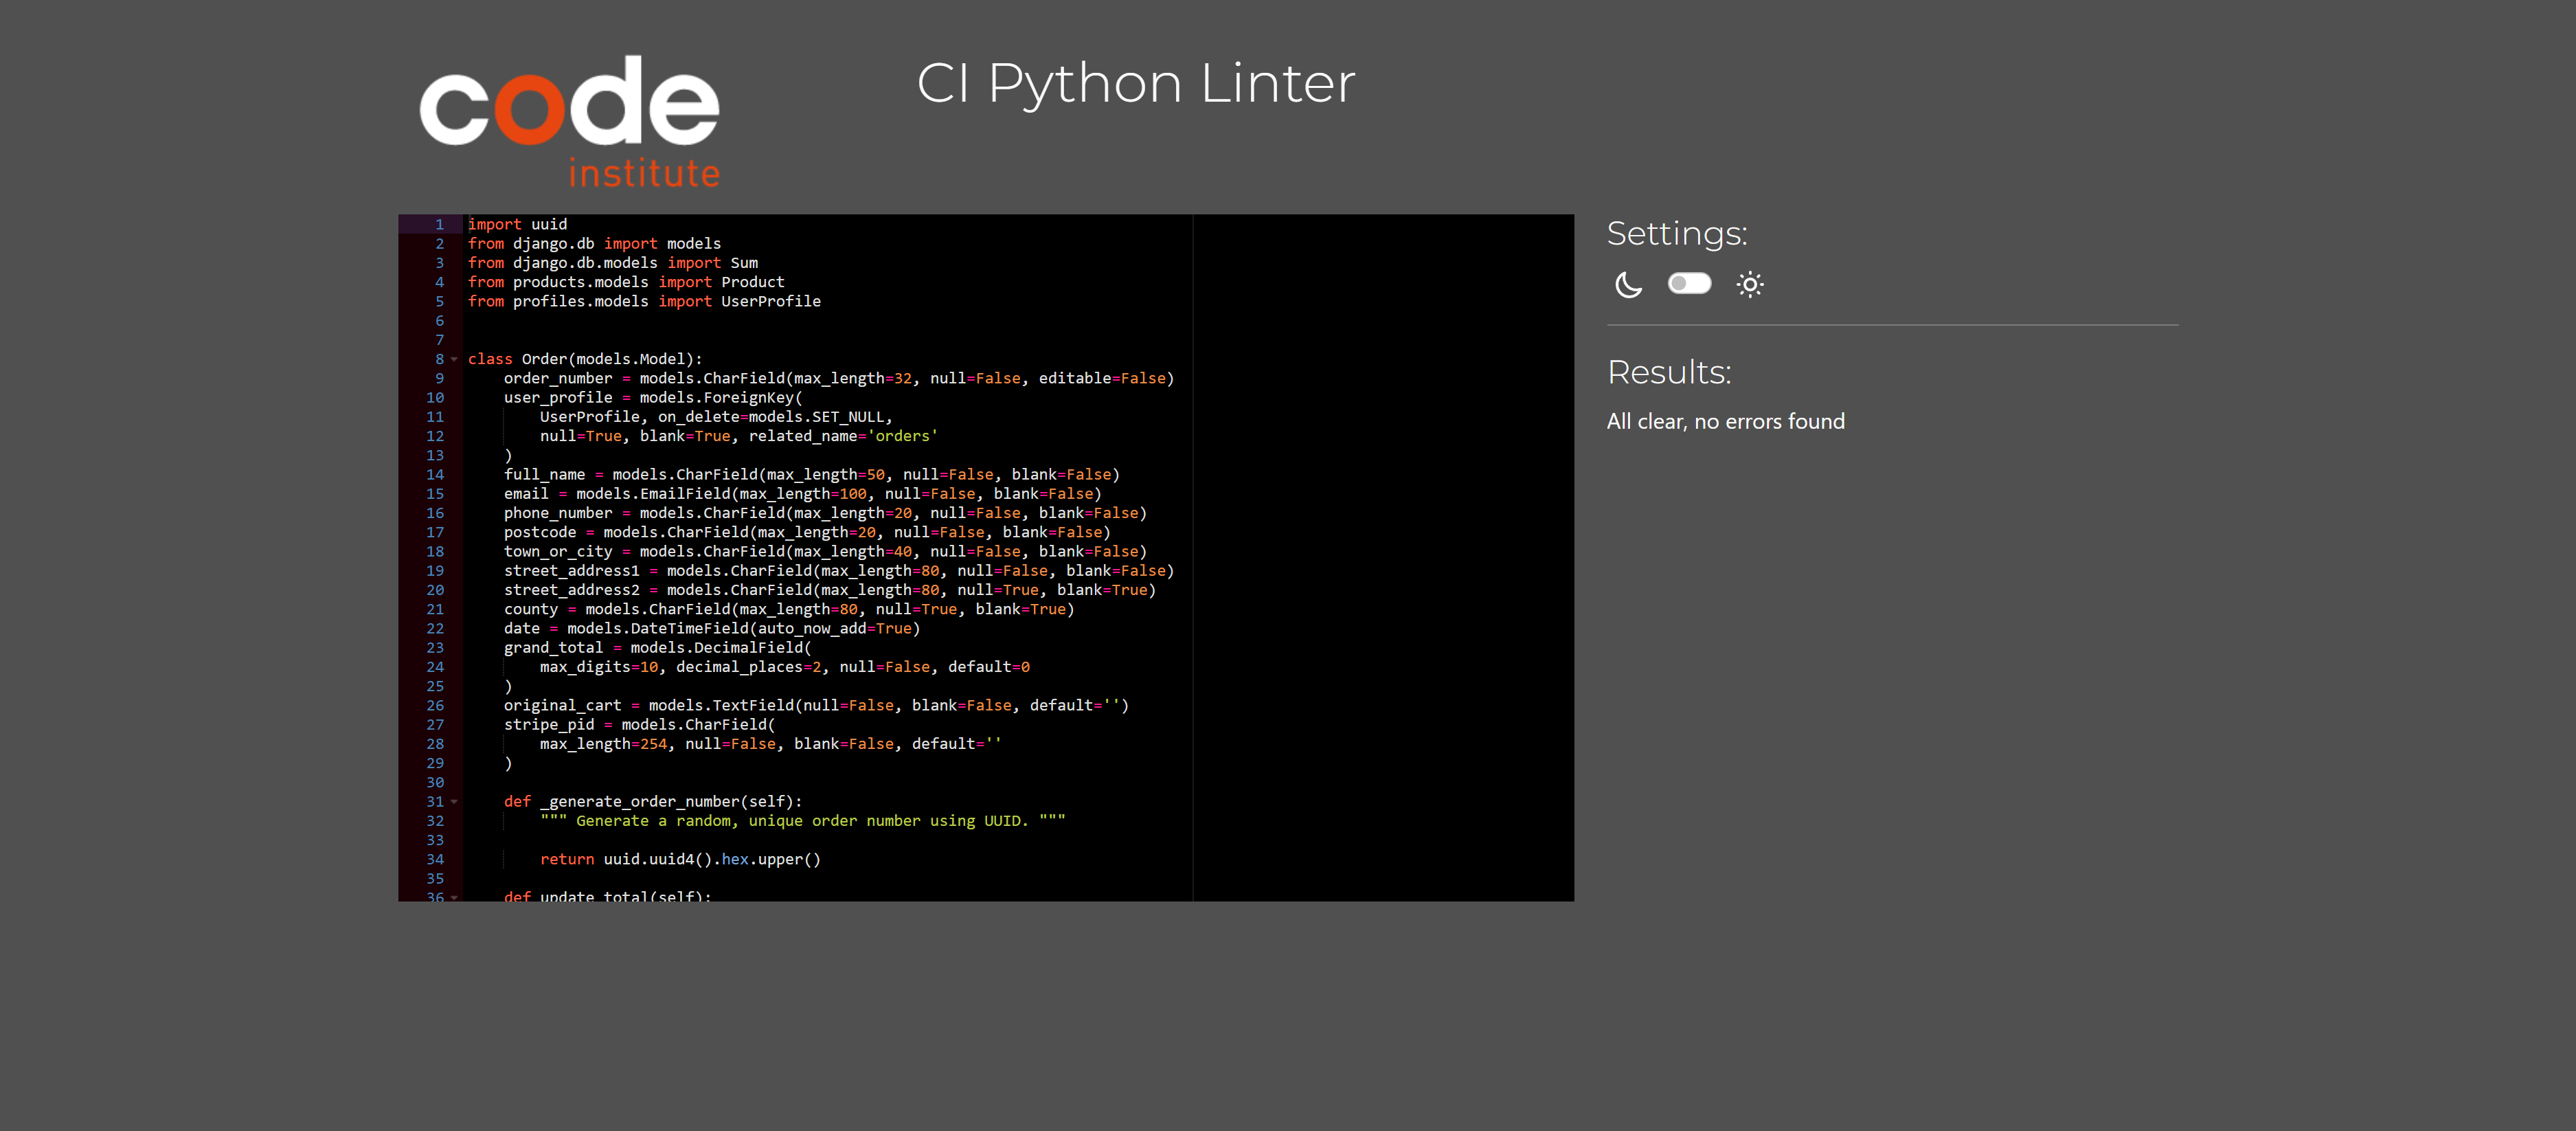 code
institute
CI Python Linter
1 import uuid
2 from django.db import models
3 from django.db.models import Sum
4 from products.models import Product
5 from profiles.models import UserProfile
6
7
8 class Order(models.Model):
9     order_number = models.CharField(max_length=32, null=False, editable=False)
10     user_profile = models.ForeignKey(
11         UserProfile, on_delete=models.SET_NULL,
12         null=True, blank=True, related_name='orders'
13     )
14     full_name = models.CharField(max_length=50, null=False, blank=False)
15     email = models.EmailField(max_length=100, null=False, blank=False)
16     phone_number = models.CharField(max_length=20, null=False, blank=False)
17     postcode = models.CharField(max_length=20, null=False, blank=False)
18     town_or_city = models.CharField(max_length=40, null=False, blank=False)
19     street_address1 = models.CharField(max_length=80, null=False, blank=False)
20     street_address2 = models.CharField(max_length=80, null=True, blank=True)
21     county = models.CharField(max_length=80, null=True, blank=True)
22     date = models.DateTimeField(auto_now_add=True)
23     grand_total = models.DecimalField(
24         max_digits=10, decimal_places=2, null=False, default=0
25     )
26     original_cart = models.TextField(null=False, blank=False, default='')
27     stripe_pid = models.CharField(
28         max_length=254, null=False, blank=False, default=''
29     )
30
31     def _generate_order_number(self):
32         """ Generate a random, unique order number using UUID. """
33
34         return uuid.uuid4().hex.upper()
35
36     def update_total(self):
Settings:
Results:
All clear, no errors found